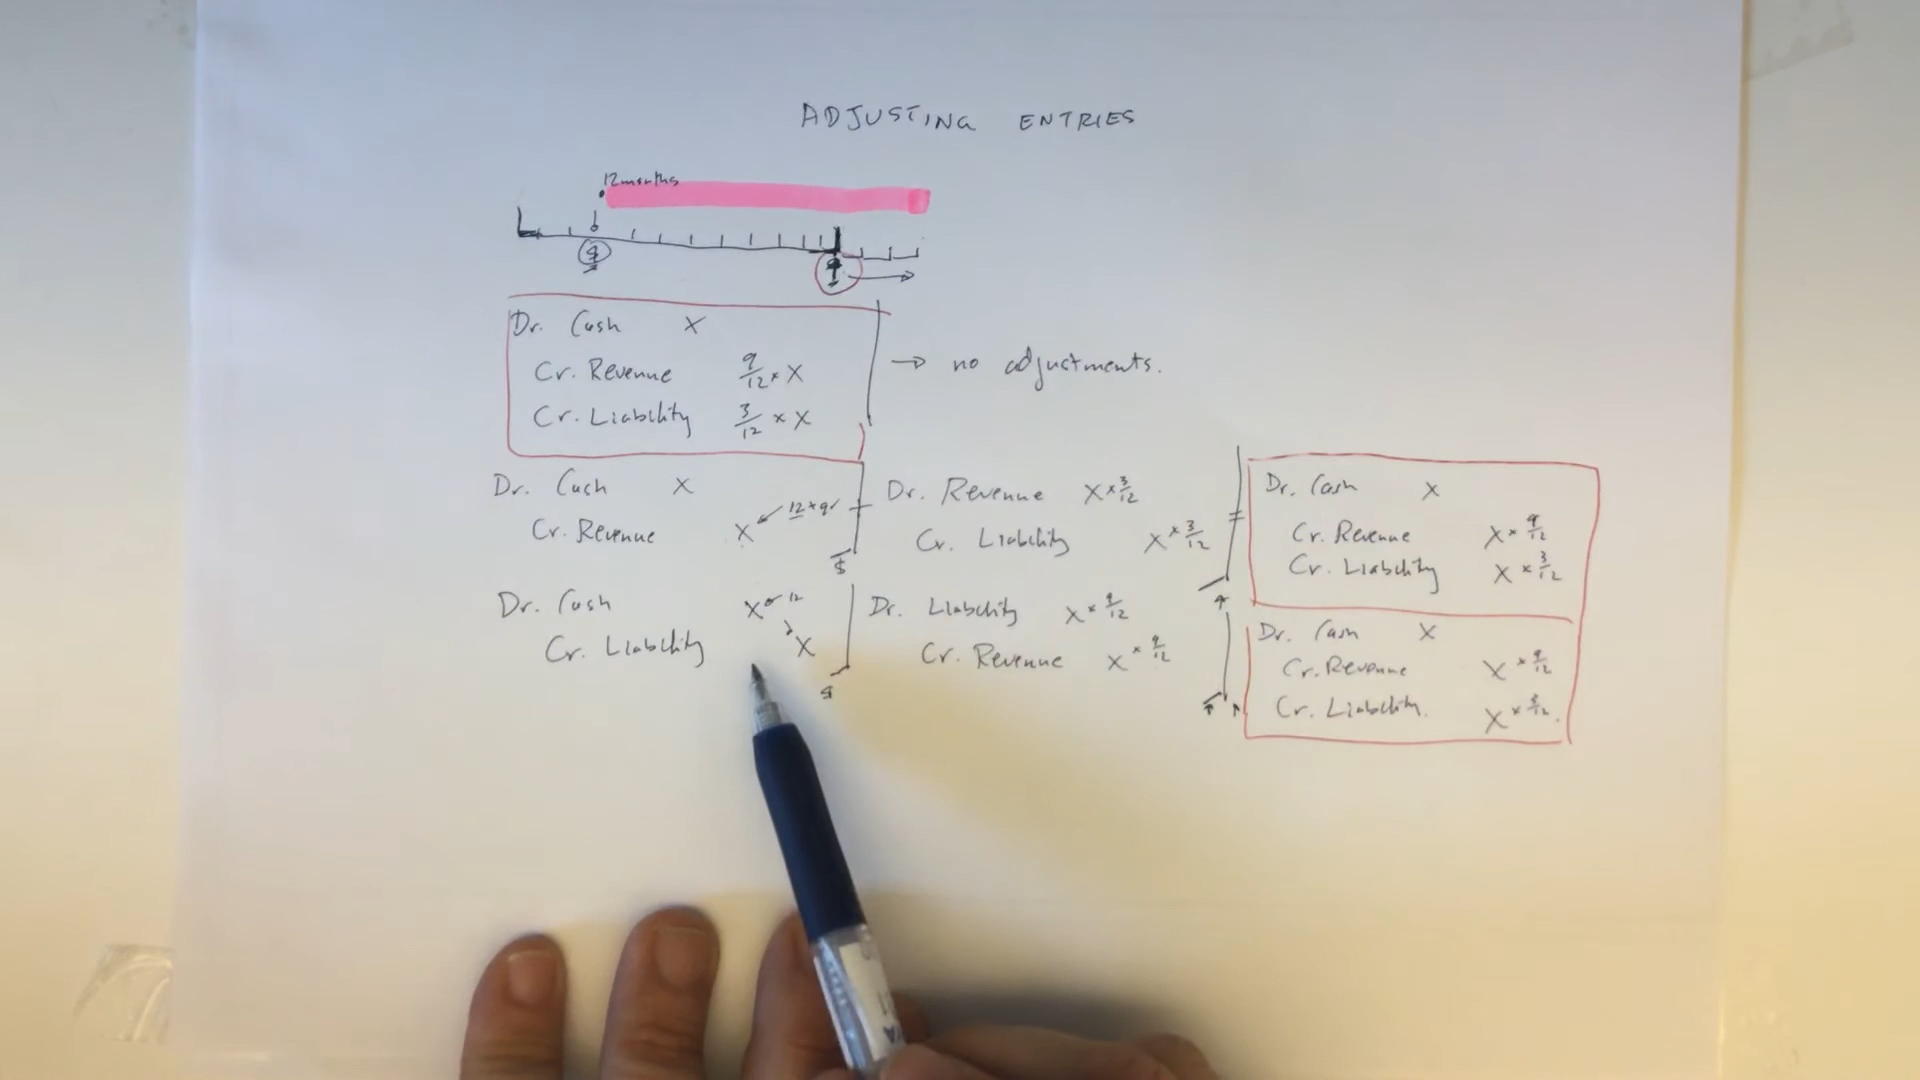 ADJUSTING ENTRIES
12 months
$
Dr. Cash X
Cr. Revenue 9/12 × X
Cr. Liability 3/12 × X
→ no adjustments.
Dr. Cash X
Cr. Revenue X ← 12
$
Dr. Revenue X × 3/12
Cr. Liability X × 3/12
Dr. Cash X
Cr. Revenue X × 9/12
Cr. Liability X × 3/12
Dr. Cash X ← 12
Cr. Liability X
$
Dr. Liability X × 9/12
Cr. Revenue X × 9/12
Dr. Cash X
Cr. Revenue X × 9/12
Cr. Liability. X × 3/12.